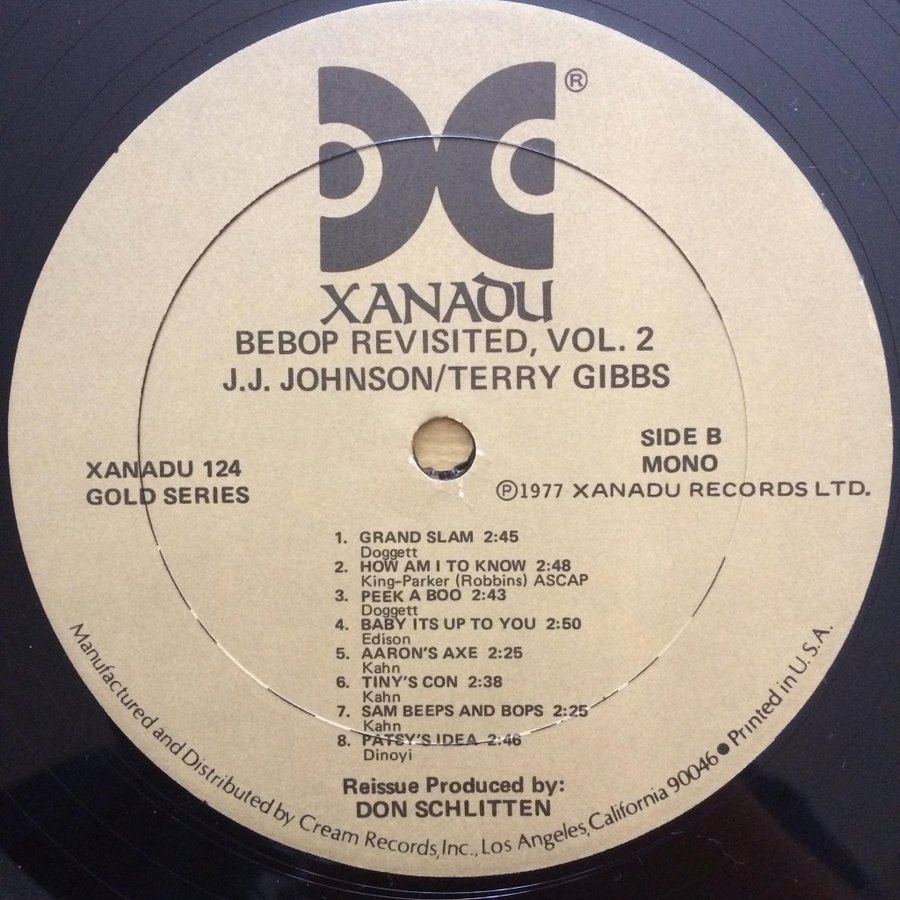 ®
XANADU
BEBOP REVISITED, VOL. 2
J.J. JOHNSON/TERRY GIBBS
SIDE B
MONO
XANADU 124
GOLD SERIES
Ⓟ1977 XANADU RECORDS LTD.
1. GRAND SLAM 2:45
Doggett
2. HOW AM I TO KNOW 2:48
King-Parker (Robbins) ASCAP
3. PEEK A BOO 2:43
Doggett
4. BABY ITS UP TO YOU 2:50
Edison
5. AARON'S AXE 2:25
Kahn
6. TINY'S CON 2:38
Kahn
7. SAM BEEPS AND BOPS 2:25
Kahn
8. PATSY'S IDEA 2:46
Dinoyi
Reissue Produced by:
DON SCHLITTEN
Manufactured and Distributed by Cream Records, Inc., Los Angeles, California 90046 ● Printed in U.S.A.